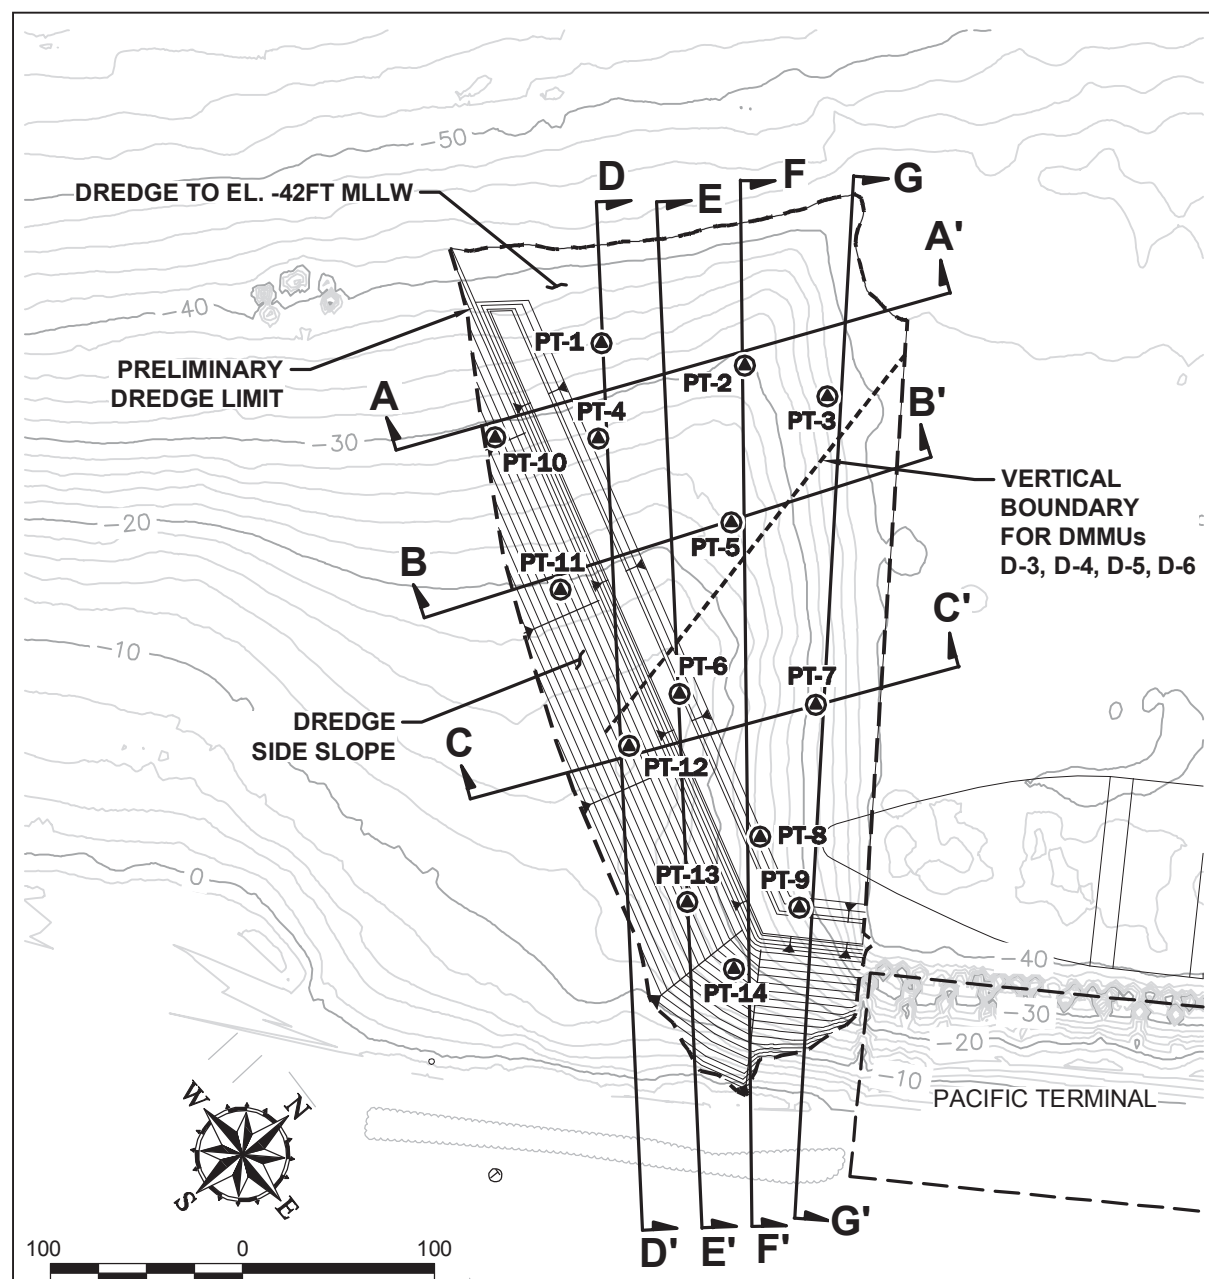 -50
D
F
G
DREDGE TO EL. -42FT MLLW
E
A'
-40
PT-1
PRELIMINARY
DREDGE LIMIT
PT-2
A
PT-3
PT-4
B'
-30
PT-10
VERTICAL
BOUNDARY
FOR DMMUs
D-3, D-4, D-5, D-6
-20
PT-5
PT-11
B
C'
-10
PT-6
PT-7
DREDGE
SIDE SLOPE
C
PT-12
PT-8
0
PT-13
PT-9
-40
PT-14
-30
-20
-10
PACIFIC TERMINAL
W
N
S
E
D'
E'
F'
G'
100
0
100